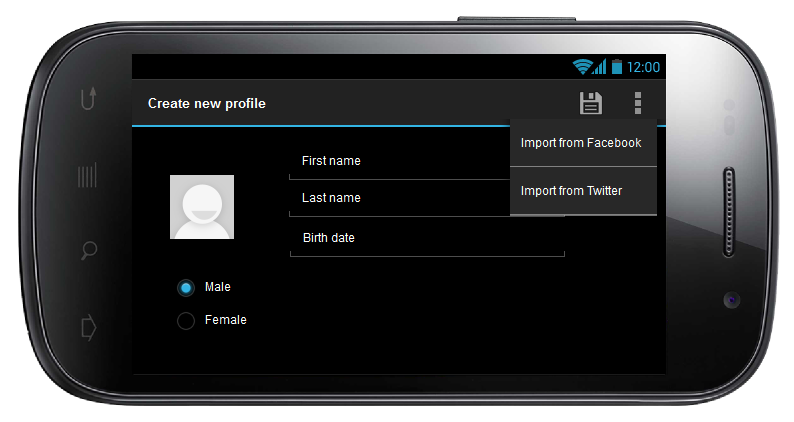 12:00
Create new profile
Import from Facebook
Import from Twitter
First name
Last name
Birth date
Male
Female